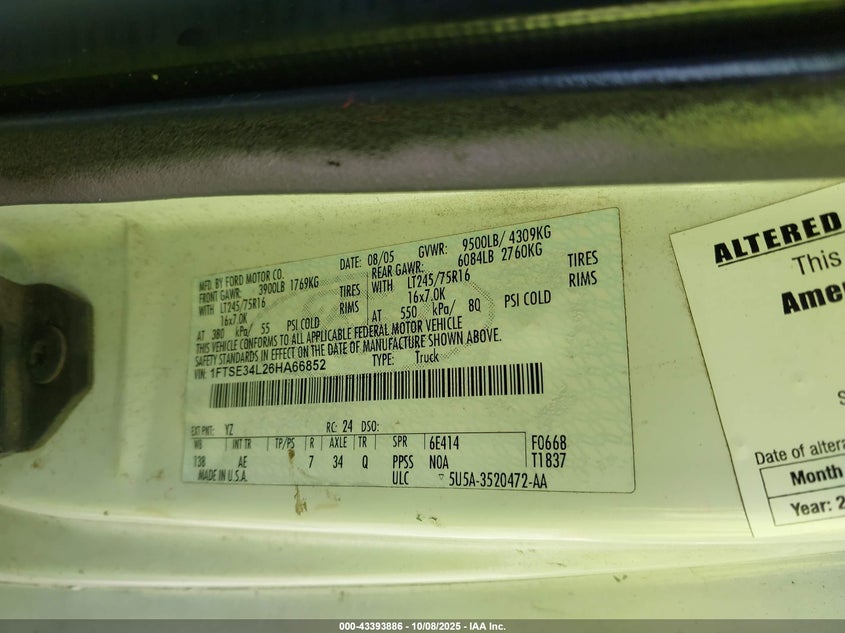 MFD. BY FORD MOTOR CO.
DATE: 08/05 GVWR: 9500LB/ 4309KG
FRONT GAWR: 3900LB 1769KG
REAR GAWR: 6084LB 2760KG
WITH LT245/75R16 TIRES
WITH LT245/75R16 TIRES
16x7.0K RIMS
16x7.0K RIMS
AT 380 kPa/ 55 PSI COLD
AT 550 kPa/ 80 PSI COLD
THIS VEHICLE CONFORMS TO ALL APPLICABLE FEDERAL MOTOR VEHICLE
SAFETY STANDARDS IN EFFECT ON THE DATE OF MANUFACTURE SHOWN ABOVE.
VIN: 1FTSE34L26HA66852 TYPE: Truck
EXT PNT: YZ RC: 24 DSO:
WB INT TR TP/PS R AXLE TR SPR 6E414 F0668
138 AE 7 34 Q PPSS NOA T1837
MADE IN U.S.A. ULC ▽ 5U5A-3520472-AA
ALTERED
This
Amer
Date of altera
Month
Year: 2
000-43393886 - 10/08/2025 - IAA Inc.